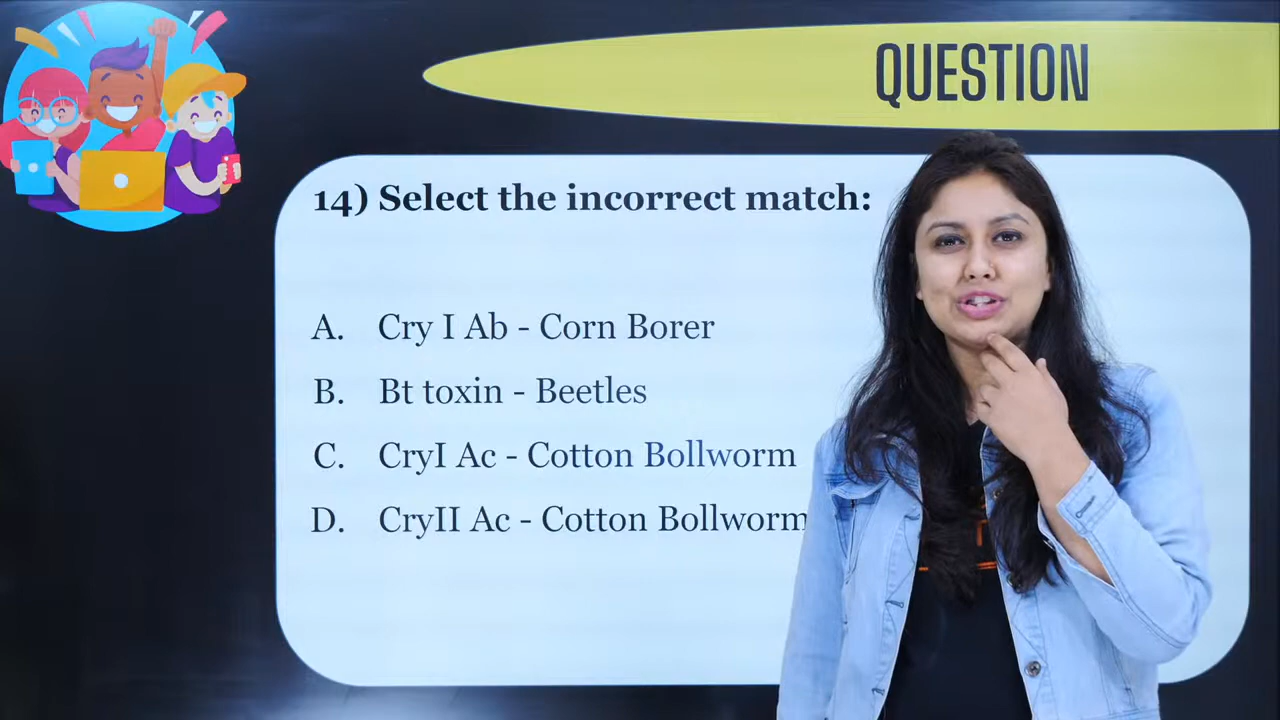 QUESTION
14) Select the incorrect match:
A. Cry I Ab - Corn Borer
B. Bt toxin - Beetles
C. CryI Ac - Cotton Bollworm
D. CryII Ac - Cotton Bollworm